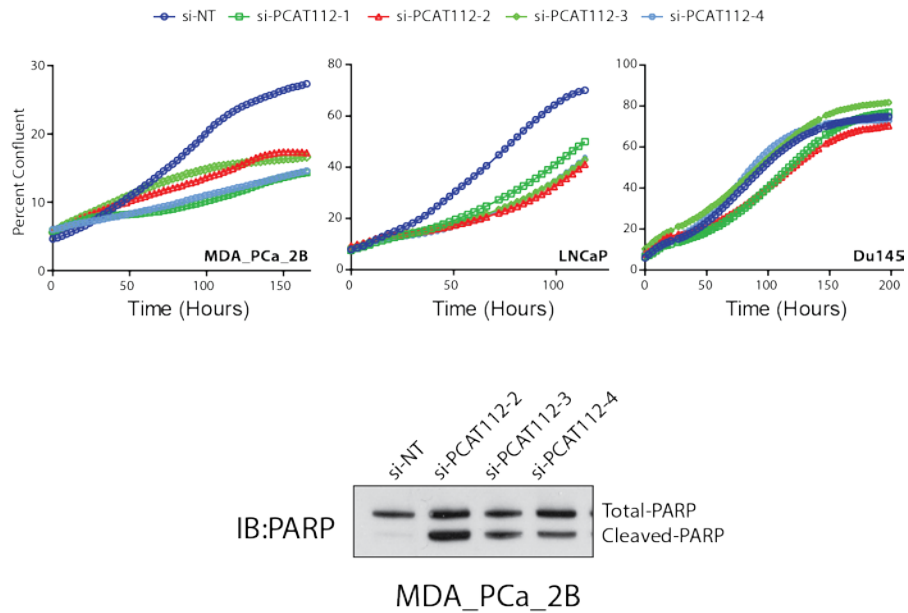 si-NT si-PCAT112-1 si-PCAT112-2 si-PCAT112-3 si-PCAT112-4
Percent Confluent
30
20
10
0
0 50 100 150
MDA_PCa_2B
Time (Hours)
80
60
40
20
0
0 50 100
LNCaP
Time (Hours)
100
80
60
40
20
0
0 50 100 150 200
Du145
Time (Hours)
si-NT
si-PCAT112-2
si-PCAT112-3
si-PCAT112-4
IB:PARP
Total-PARP
Cleaved-PARP
MDA_PCa_2B